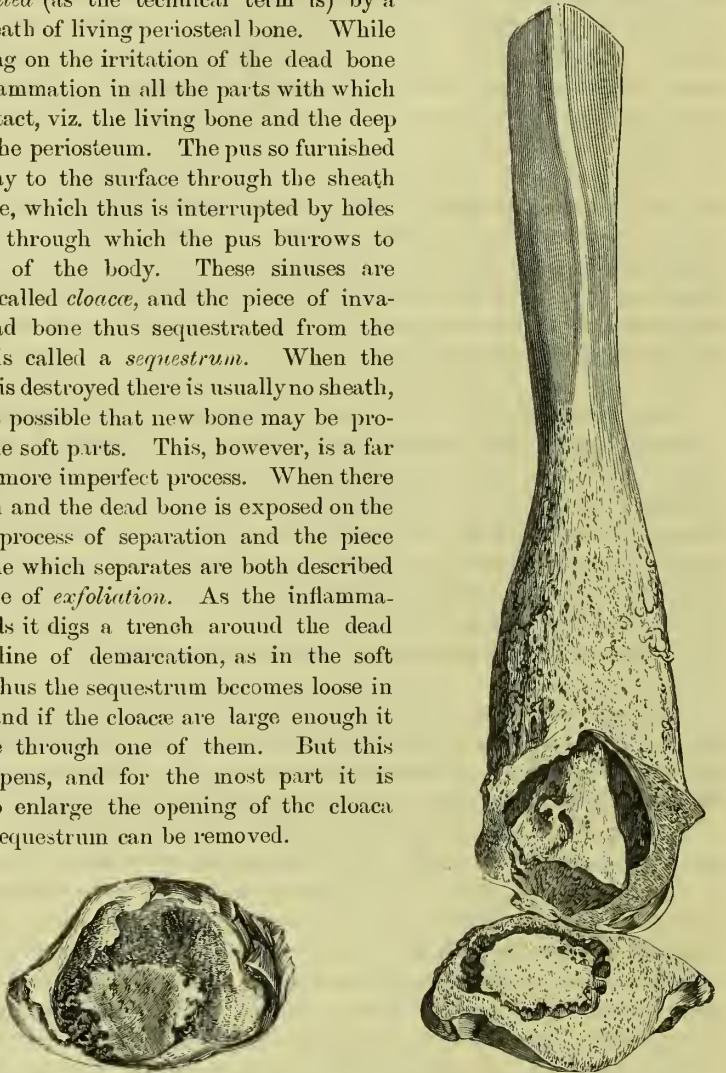 (as the technical term is) by a
ath of living periosteal bone. While
g on the irritation of the dead bone
ammation in all the parts with which
tact, viz. the living bone and the deep
he periosteum. The pus so furnished
ay to the surface through the sheath
e, which thus is interrupted by holes
through which the pus burrows to
of the body. These sinuses are
called cloacæ, and the piece of inva-
ad bone thus sequestrated from the
is called a sequestrum. When the
is destroyed there is usually no sheath,
possible that new bone may be pro-
e soft parts. This, however, is a far
more imperfect process. When there
and the dead bone is exposed on the
process of separation and the piece
e which separates are both described
e of exfoliation. As the inflamma-
ls it digs a trench around the dead
line of demarcation, as in the soft
hus the sequestrum becomes loose in
nd if the cloacæ are large enough it
through one of them. But this
pens, and for the most part it is
o enlarge the opening of the cloaca
equestrum can be removed.